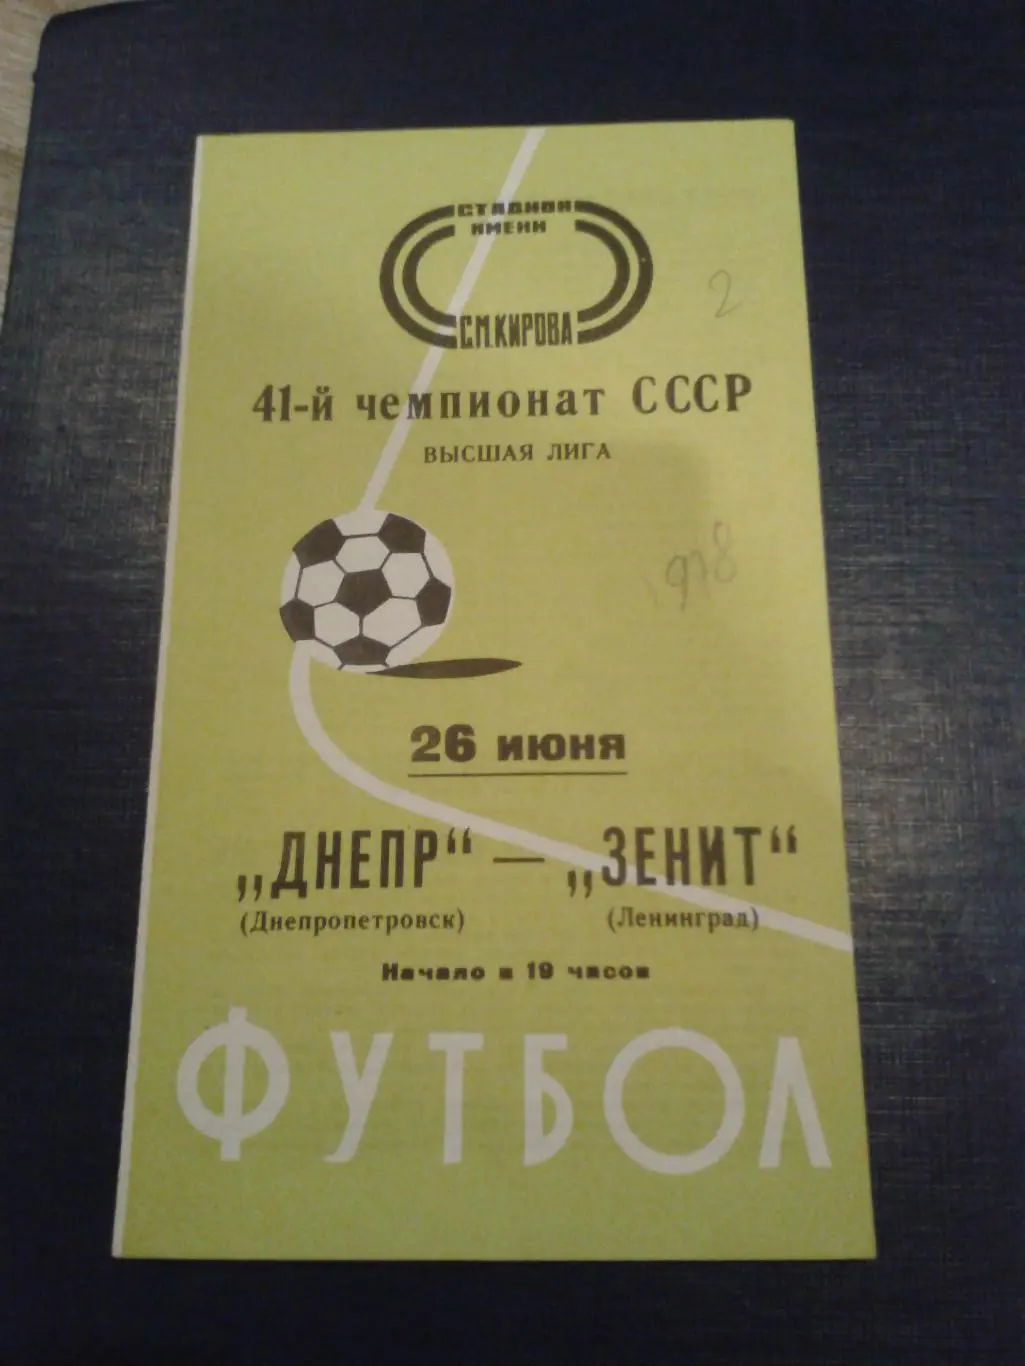 СТАДИОН
ИМЕНИ
С.М.КИРОВА
2
41-й чемпионат СССР
ВЫСШАЯ ЛИГА
1978
26 июня
„ДНЕПР“ — „ЗЕНИТ“
(Днепропетровск) (Ленинград)
Начало в 19 часов
ФУТБОЛ